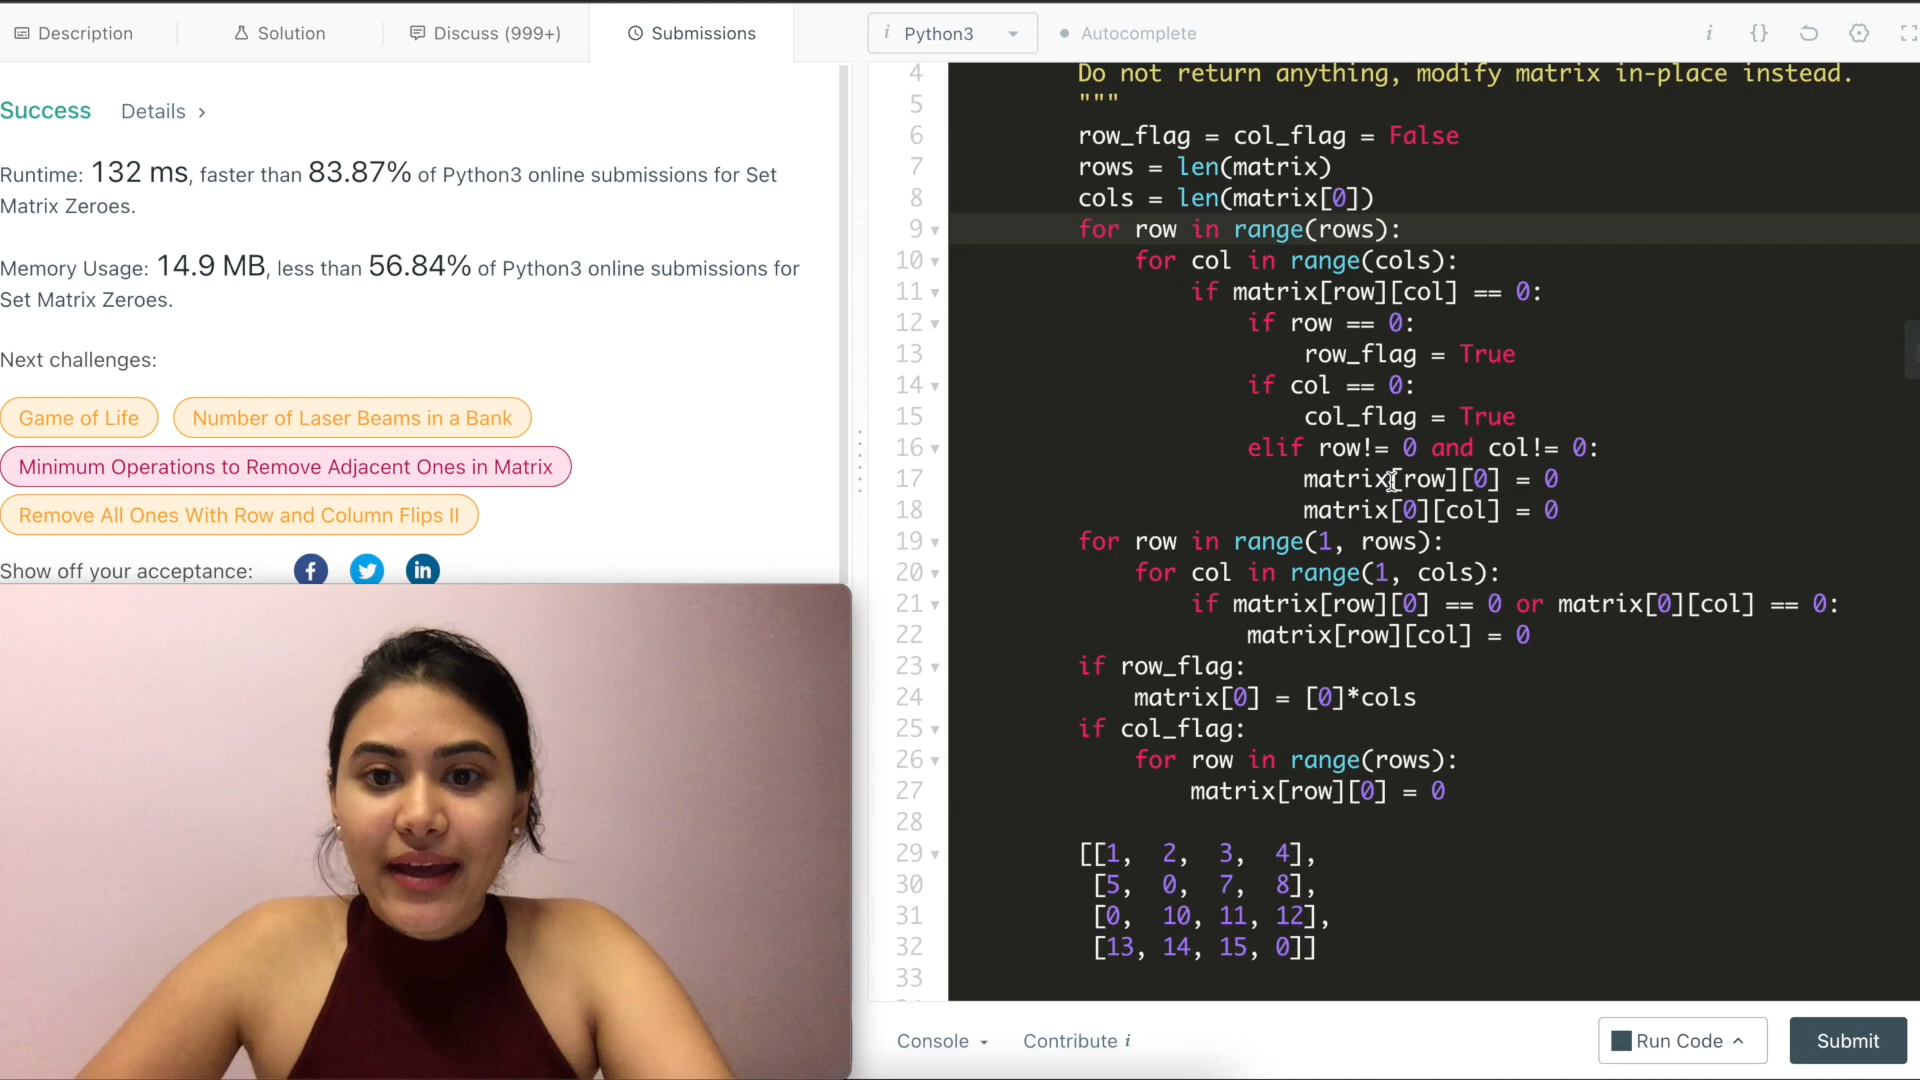 Description
Solution
Discuss (999+)
Submissions
i Python3
Autocomplete
i {}
Success Details
Runtime: 132 ms, faster than 83.87% of Python3 online submissions for Set
Matrix Zeroes.
Memory Usage: 14.9 MB, less than 56.84% of Python3 online submissions for
Set Matrix Zeroes.
Next challenges:
Game of Life
Number of Laser Beams in a Bank
Minimum Operations to Remove Adjacent Ones in Matrix
Remove All Ones With Row and Column Flips II
Show off your acceptance: f in
4 Do not return anything, modify matrix in-place instead.
5 """
6 row_flag = col_flag = False
7 rows = len(matrix)
8 cols = len(matrix[0])
9 for row in range(rows):
10 for col in range(cols):
11 if matrix[row][col] == 0:
12 if row == 0:
13 row_flag = True
14 if col == 0:
15 col_flag = True
16 elif row!= 0 and col!= 0:
17 matrix[row][0] = 0
18 matrix[0][col] = 0
19 for row in range(1, rows):
20 for col in range(1, cols):
21 if matrix[row][0] == 0 or matrix[0][col] == 0:
22 matrix[row][col] = 0
23 if row_flag:
24 matrix[0] = [0]*cols
25 if col_flag:
26 for row in range(rows):
27 matrix[row][0] = 0
28
29 [[1, 2, 3, 4],
30 [5, 0, 7, 8],
31 [0, 10, 11, 12],
32 [13, 14, 15, 0]]
33
Console
Contribute i
Run Code
Submit